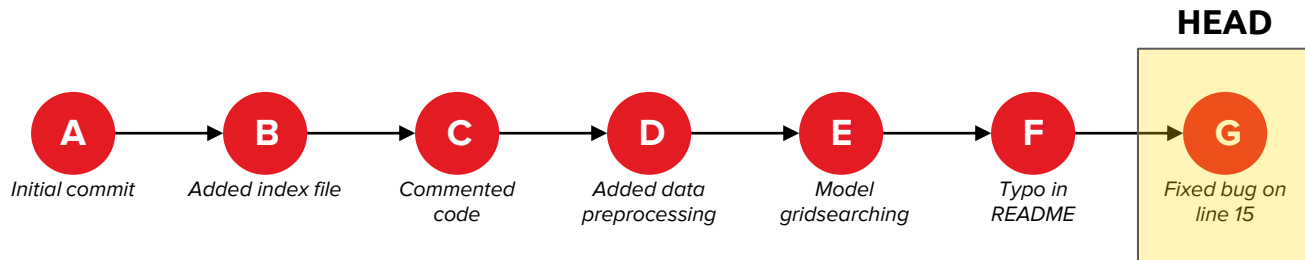 HEAD
A
B
C
D
E
F
G
Initial commit
Added index file
Commented
code
Added data
preprocessing
Model
gridsearching
Typo in
README
Fixed bug on
line 15